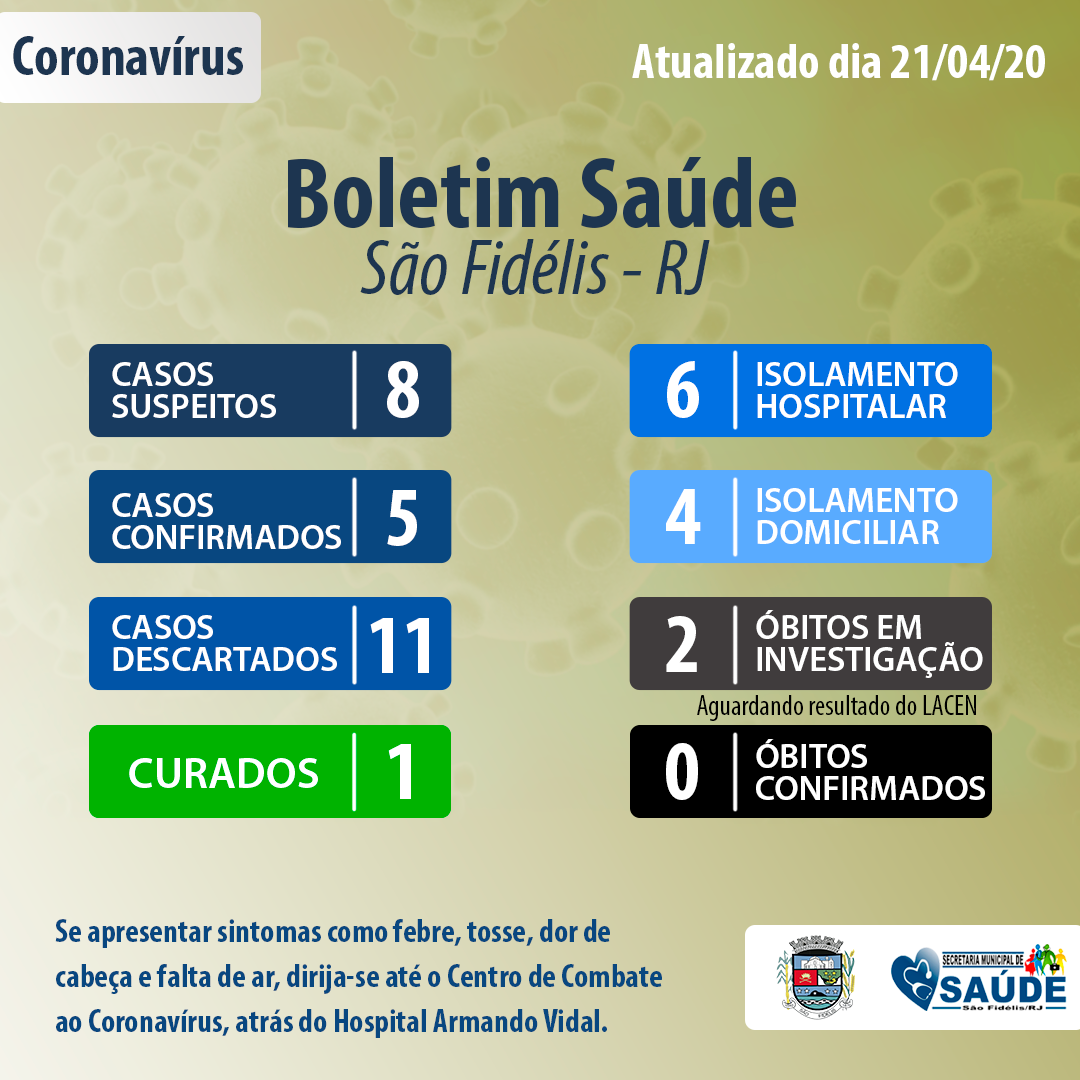 Coronavírus
Atualizado dia 21/04/20
Boletim Saúde
São Fidélis - RJ
CASOS
SUSPEITOS
8
CASOS
CONFIRMADOS
5
CASOS
DESCARTADOS
11
CURADOS
1
6
ISOLAMENTO
HOSPITALAR
4
ISOLAMENTO
DOMICILIAR
2
ÓBITOS EM
INVESTIGAÇÃO
Aguardando resultado do LACEN
0
ÓBITOS
CONFIRMADOS
Se apresentar sintomas como febre, tosse, dor de
cabeça e falta de ar, dirija-se até o Centro de Combate
ao Coronavírus, atrás do Hospital Armando Vidal.
SÃO FIDÉLIS
SECRETARIA MUNICIPAL DE
SAÚDE
São Fidélis/RJ